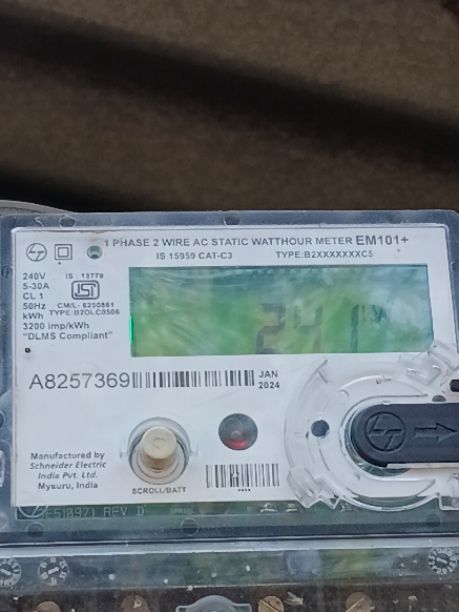 1 PHASE 2 WIRE AC STATIC WATTHOUR METER EM101+
IS 15959 CAT-C3 TYPE:B2XXXXXXXC5
240V IS : 13779
5-30A
CL 1
50Hz CM/L- 6250861
kWh TYPE:B2DLC0506
3200 imp/kWh
"DLMS Compliant"
241
A8257369 JAN
2024
Manufactured by
Schneider Electric
India Pvt. Ltd.
Mysuru, India
SCROLL/BATT
REV D